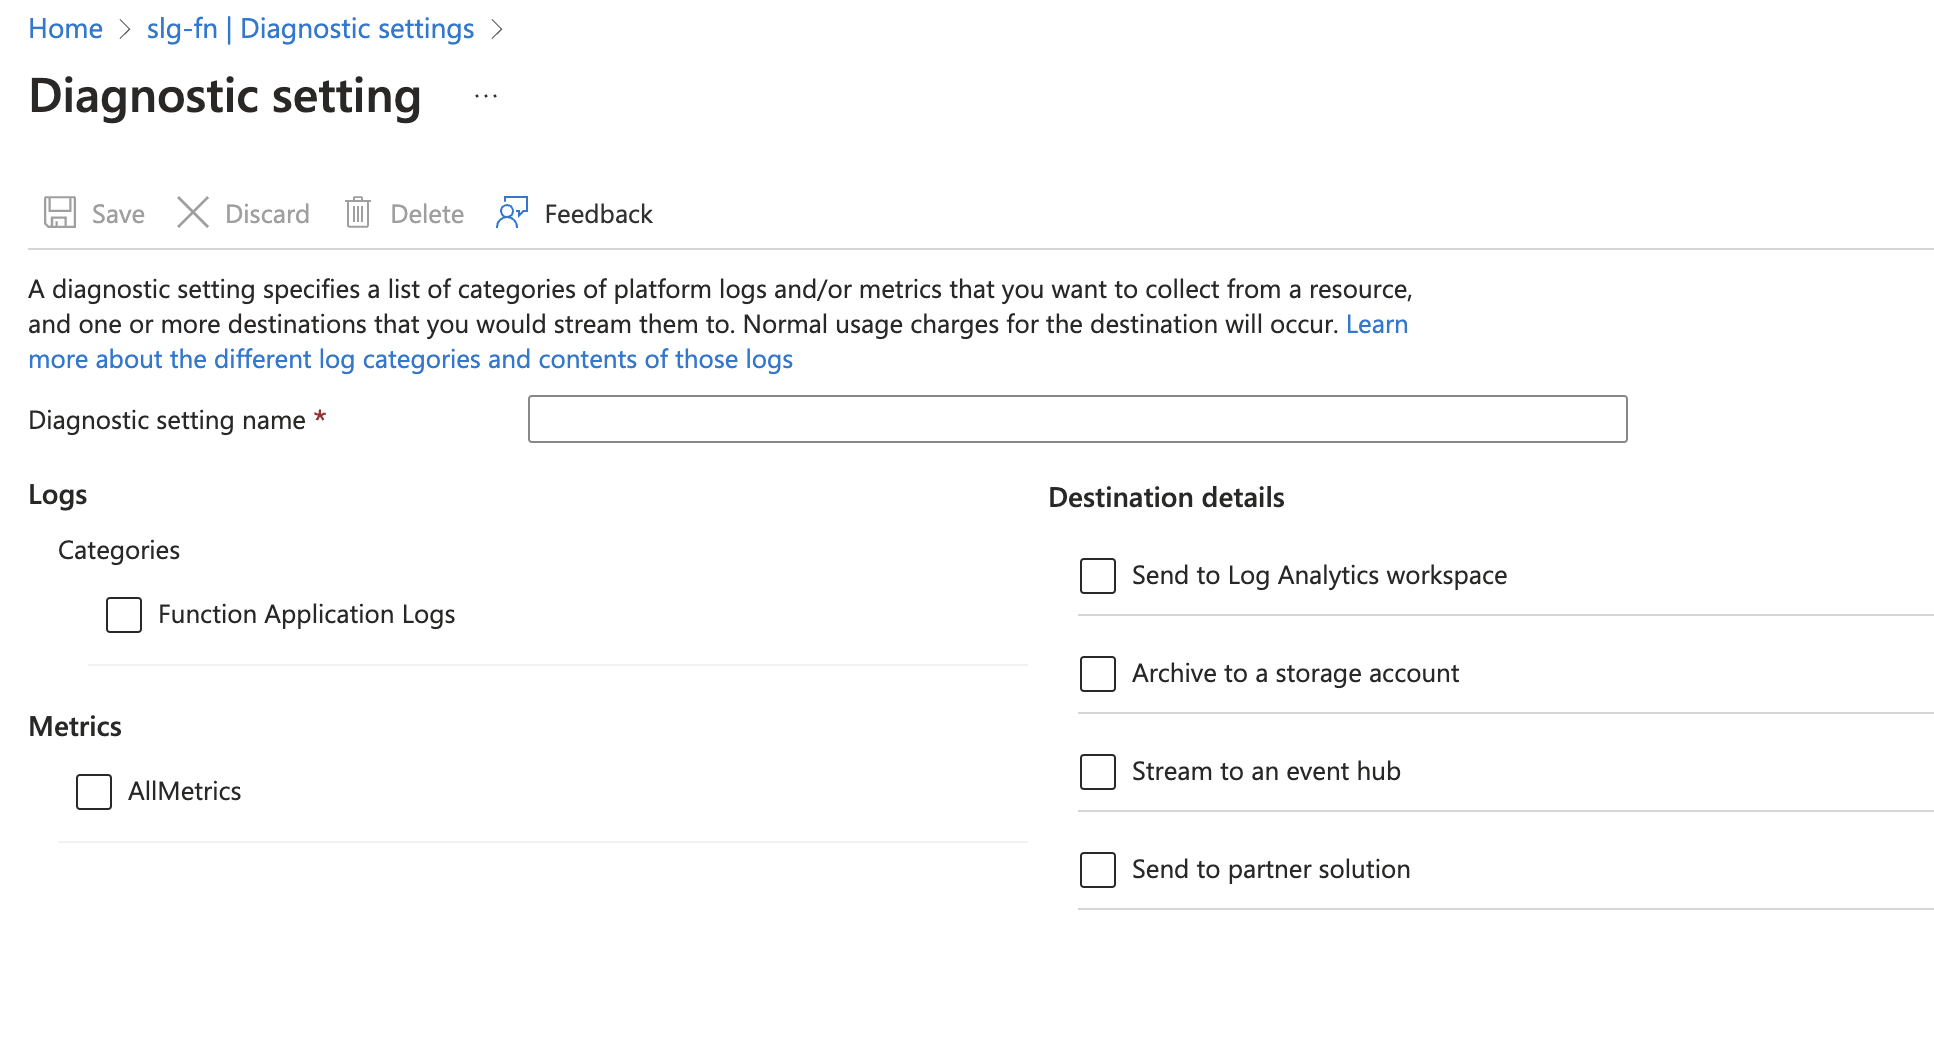 Home > slg-fn | Diagnostic settings >
Diagnostic setting ...
Save Discard Delete Feedback
A diagnostic setting specifies a list of categories of platform logs and/or metrics that you want to collect from a resource,
and one or more destinations that you would stream them to. Normal usage charges for the destination will occur. Learn
more about the different log categories and contents of those logs
Diagnostic setting name *
Logs
Categories
Function Application Logs
Metrics
AllMetrics
Destination details
Send to Log Analytics workspace
Archive to a storage account
Stream to an event hub
Send to partner solution